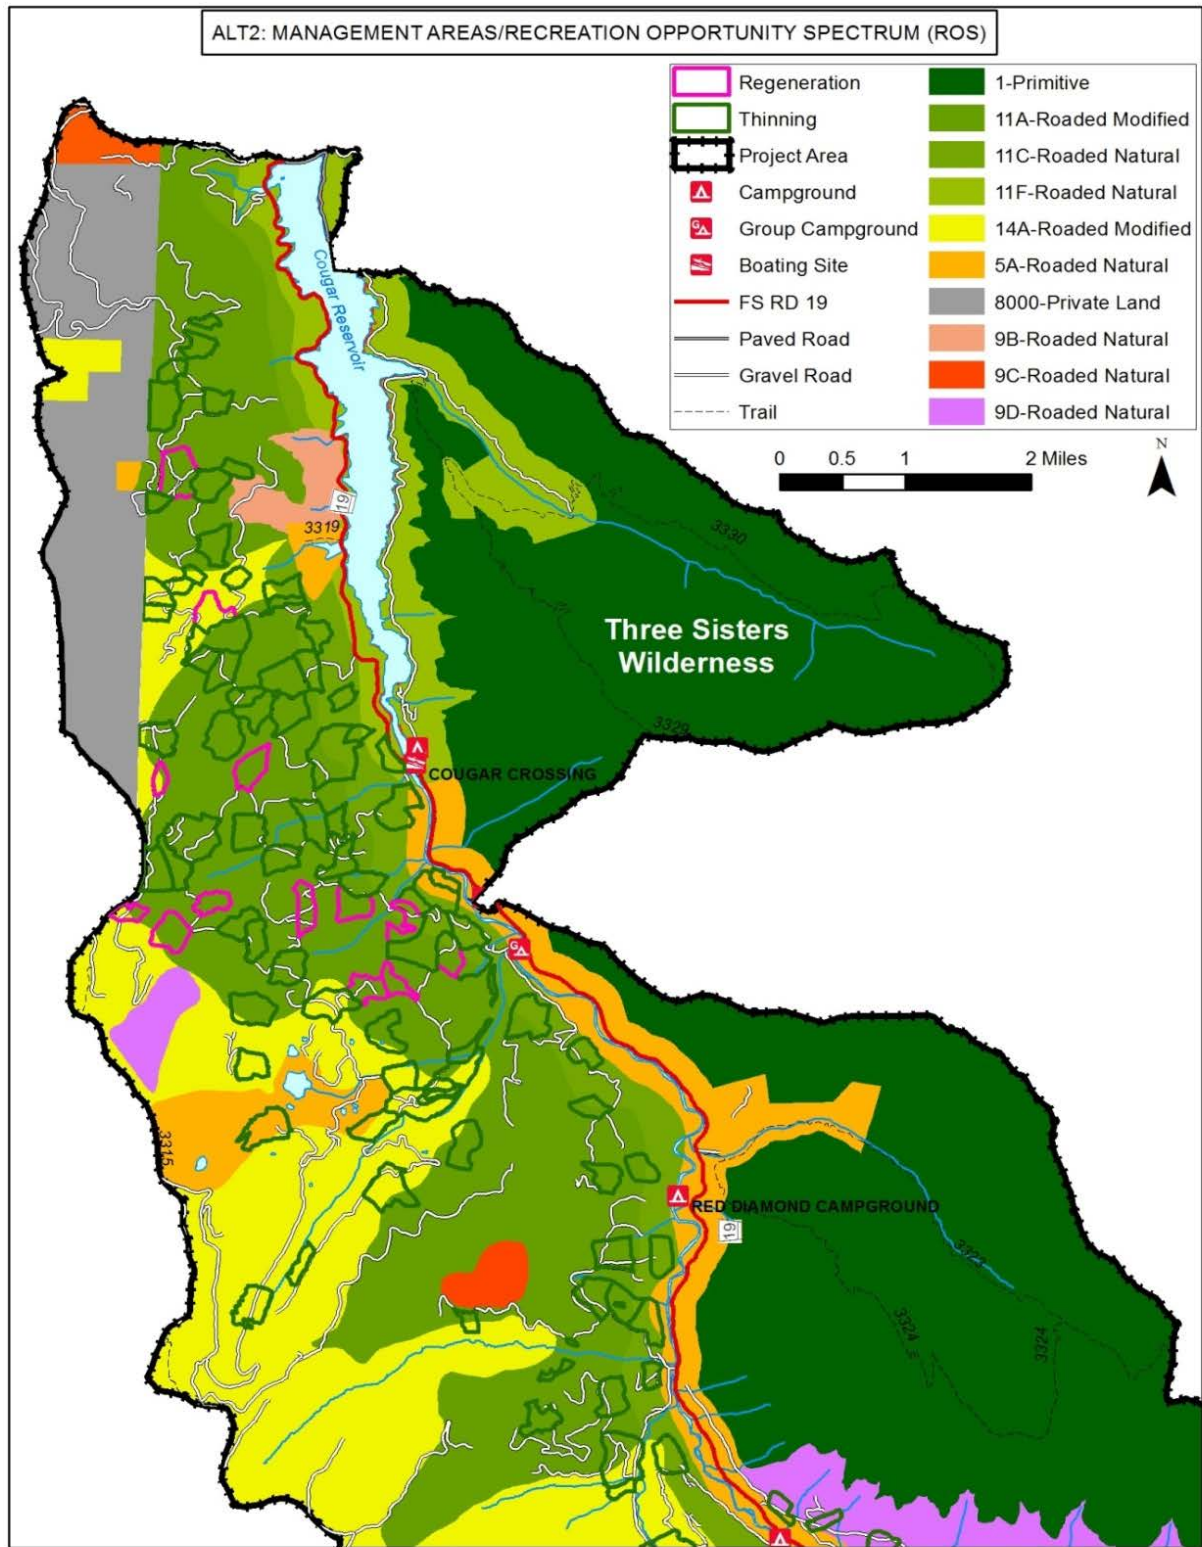 ALT2: MANAGEMENT AREAS/RECREATION OPPORTUNITY SPECTRUM (ROS)
Regeneration
Thinning
Project Area
Campground
Group Campground
Boating Site
FS RD 19
Paved Road
Gravel Road
Trail
1-Primitive
11A-Roaded Modified
11C-Roaded Natural
11F-Roaded Natural
14A-Roaded Modified
5A-Roaded Natural
8000-Private Land
9B-Roaded Natural
9C-Roaded Natural
9D-Roaded Natural
0 0.5 1 2 Miles
N
Cougar Reservoir
19
3319
3330
Three Sisters
Wilderness
3329
COUGAR CROSSING
G
3315
RED DIAMOND CAMPGROUND
19
3323
3324
3324